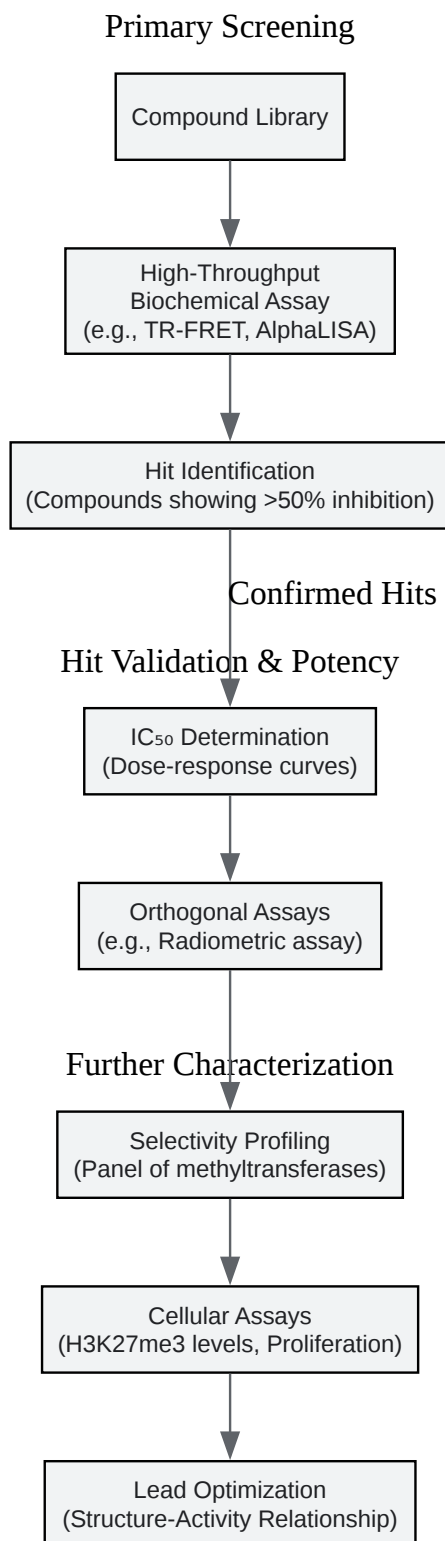 Primary Screening
Compound Library
High-Throughput
Biochemical Assay
(e.g., TR-FRET, AlphaLISA)
Hit Identification
(Compounds showing >50% inhibition)
Confirmed Hits
Hit Validation & Potency
IC₅₀ Determination
(Dose-response curves)
Orthogonal Assays
(e.g., Radiometric assay)
Further Characterization
Selectivity Profiling
(Panel of methyltransferases)
Cellular Assays
(H3K27me3 levels, Proliferation)
Lead Optimization
(Structure-Activity Relationship)